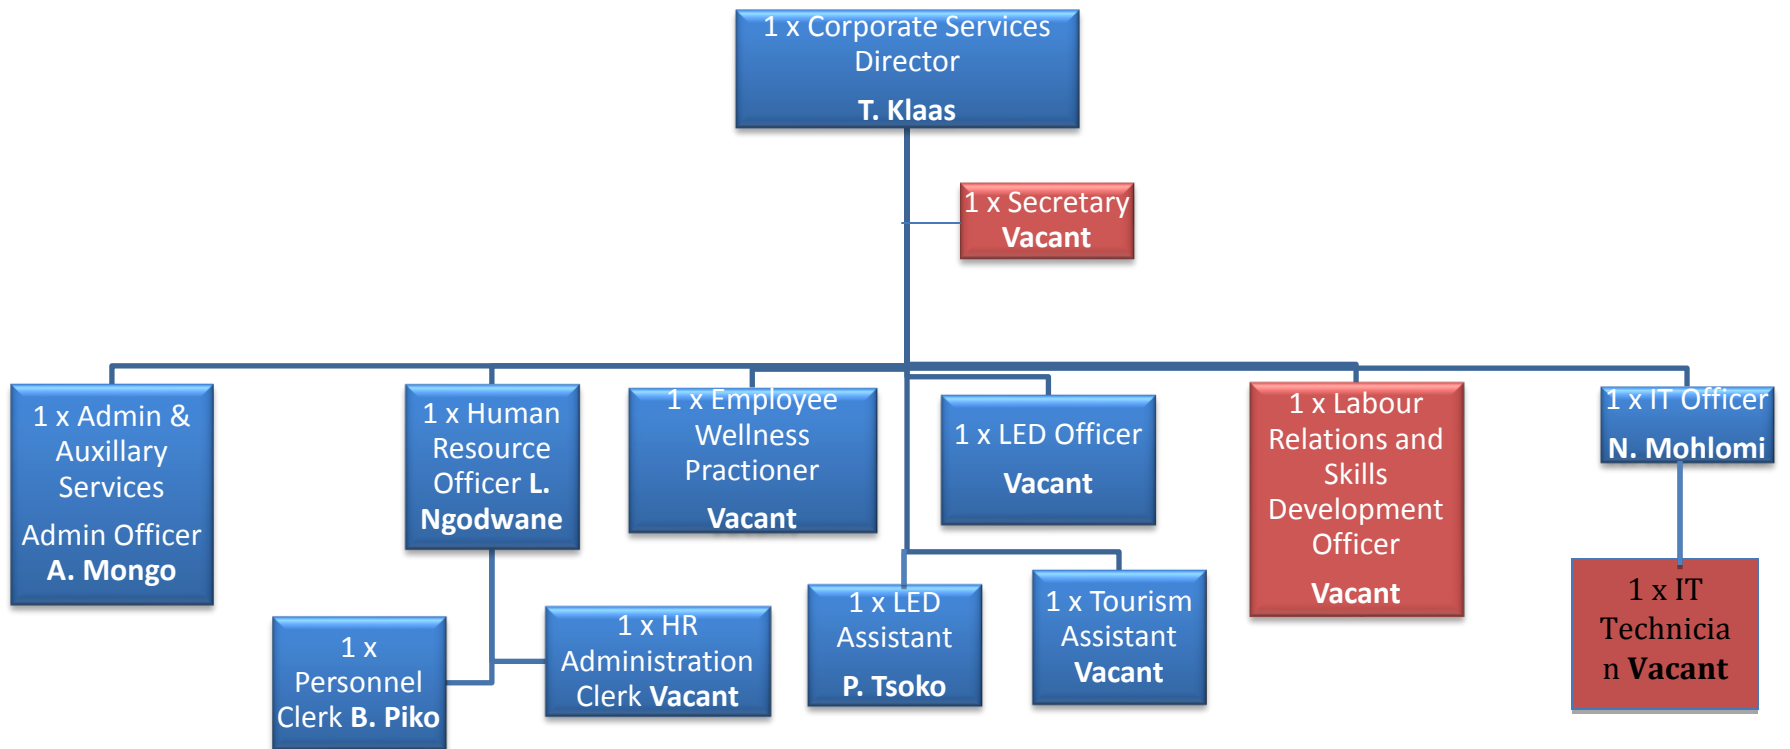 1 x Corporate Services
Director
T. Klaas
1 x Secretary
Vacant
1 x Admin &
Auxillary
Services
Admin Officer
A. Mongo
1 x Human
Resource
Officer L.
Ngodwane
1 x Employee
Wellness
Practioner
Vacant
1 x LED Officer
Vacant
1 x Labour
Relations and
Skills
Development
Officer
Vacant
1 x IT Officer
N. Mohlomi
1 x
Personnel
Clerk B. Piko
1 x HR
Administration
Clerk Vacant
1 x LED
Assistant
P. Tsoko
1 x Tourism
Assistant
Vacant
1 x IT
Technicia
n Vacant